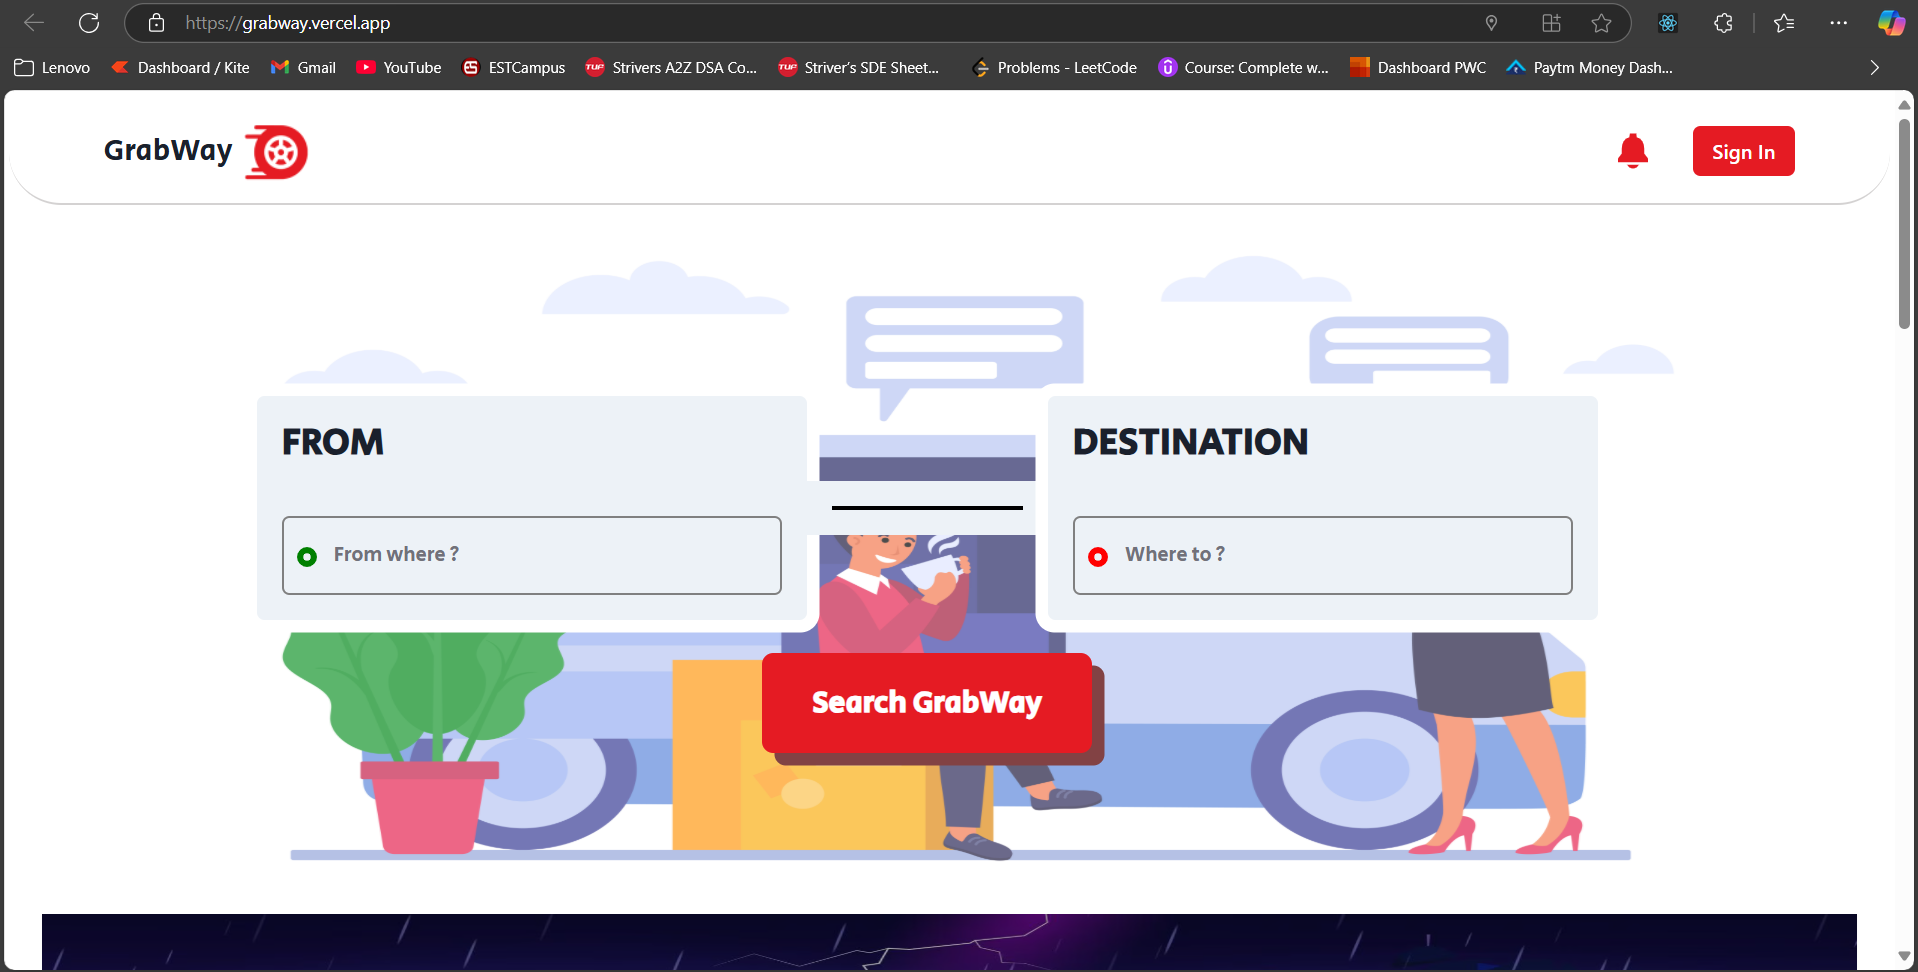 https://grabway.vercel.app
Lenovo Dashboard / Kite Gmail YouTube ESTCampus Strivers A2Z DSA Co... Striver's SDE Sheet... Problems - LeetCode Course: Complete w... Dashboard PWC Paytm Money Dash...
GrabWay Sign In
FROM DESTINATION
From where ? Where to ?
Search GrabWay